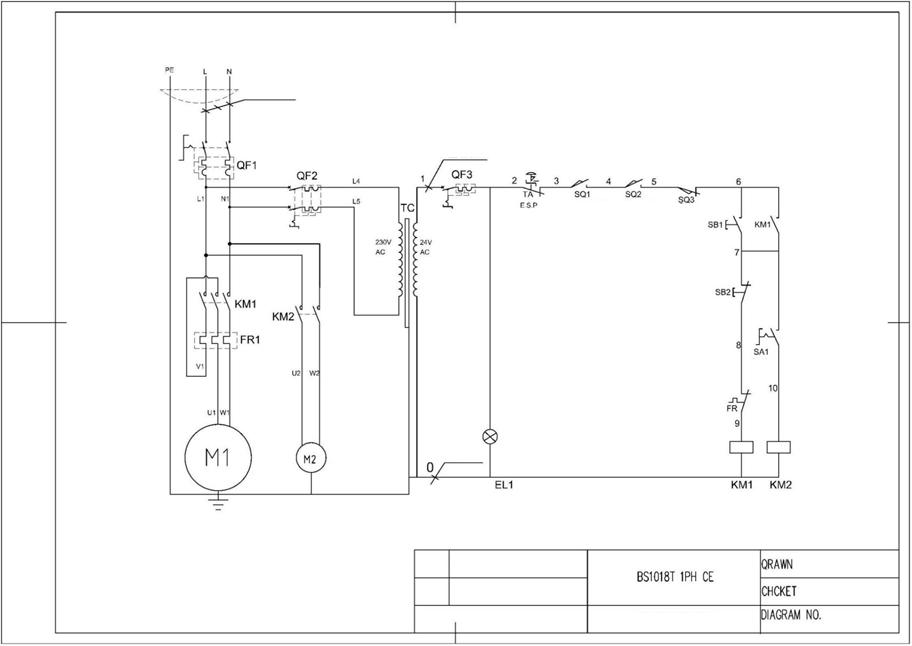 PE L N
QF1
QF2
L4
1
QF3
2
3
4
5
6
TA
E.S.P
SQ1
SQ2
SQ3
L1
N1
L5
TC
SB1
KM1
230V
AC
24V
AC
7
SB2
KM1
KM2
FR1
8
SA1
V1
U2
W2
10
FR
U1
W1
9
M1
M2
0
EL1
KM1
KM2
BS1018T 1PH CE
QRAWN
CHCKET
DIAGRAM NO.